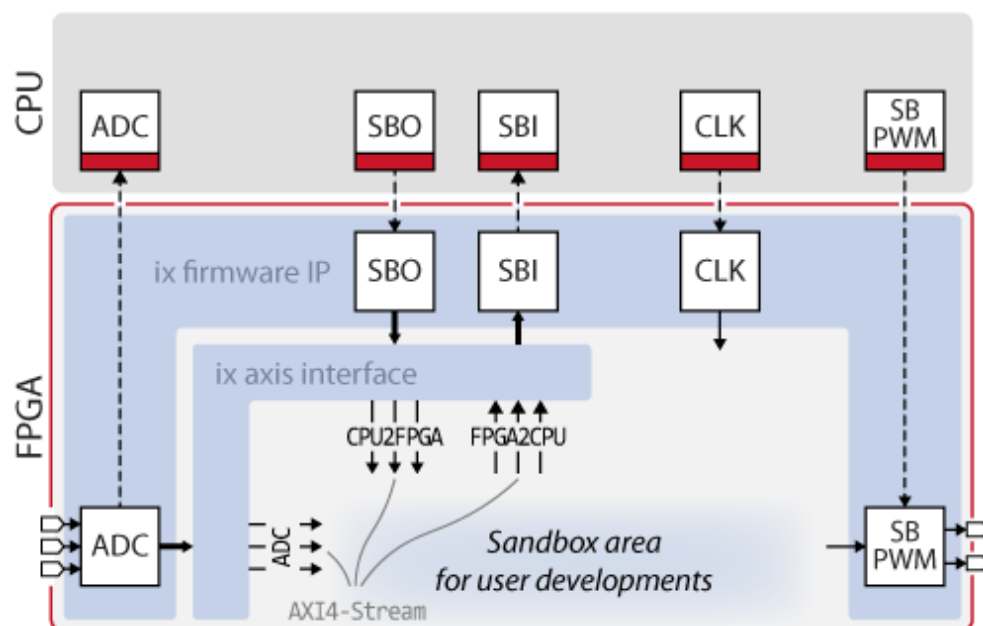 CPU
ADC
SBO
SBI
CLK
SB
PWM
FPGA
ix firmware IP
SBO
SBI
CLK
ix axis interface
CPU2FPGA
FPGA2CPU
ADC
ADC
Sandbox area
for user developments
SB
PWM
AXI4-Stream